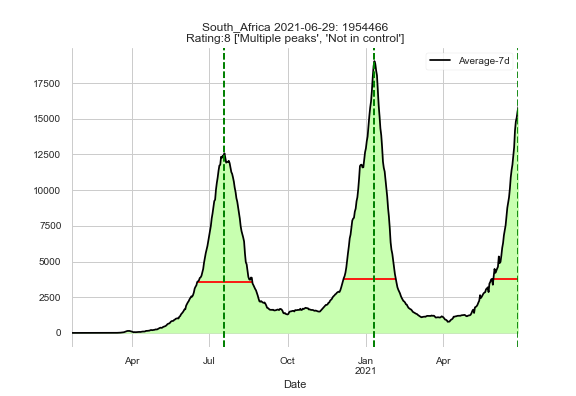 South_Africa 2021-06-29: 1954466
Rating:8 ['Multiple peaks', 'Not in control']
Average-7d
17500
15000
12500
10000
7500
5000
2500
0
Apr
Jul
Oct
Jan
2021
Apr
Date